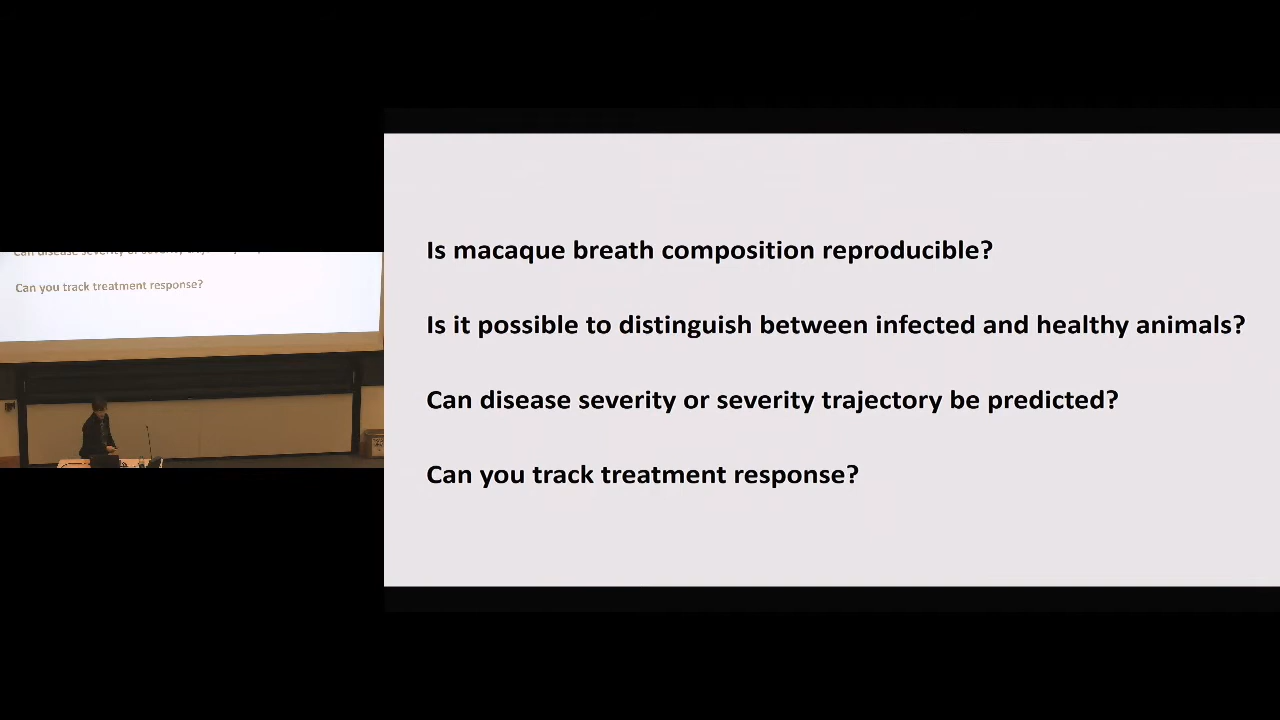 Is macaque breath composition reproducible?
Is it possible to distinguish between infected and healthy animals?
Can disease severity or severity trajectory be predicted?
Can you track treatment response?
Can you track treatment response?